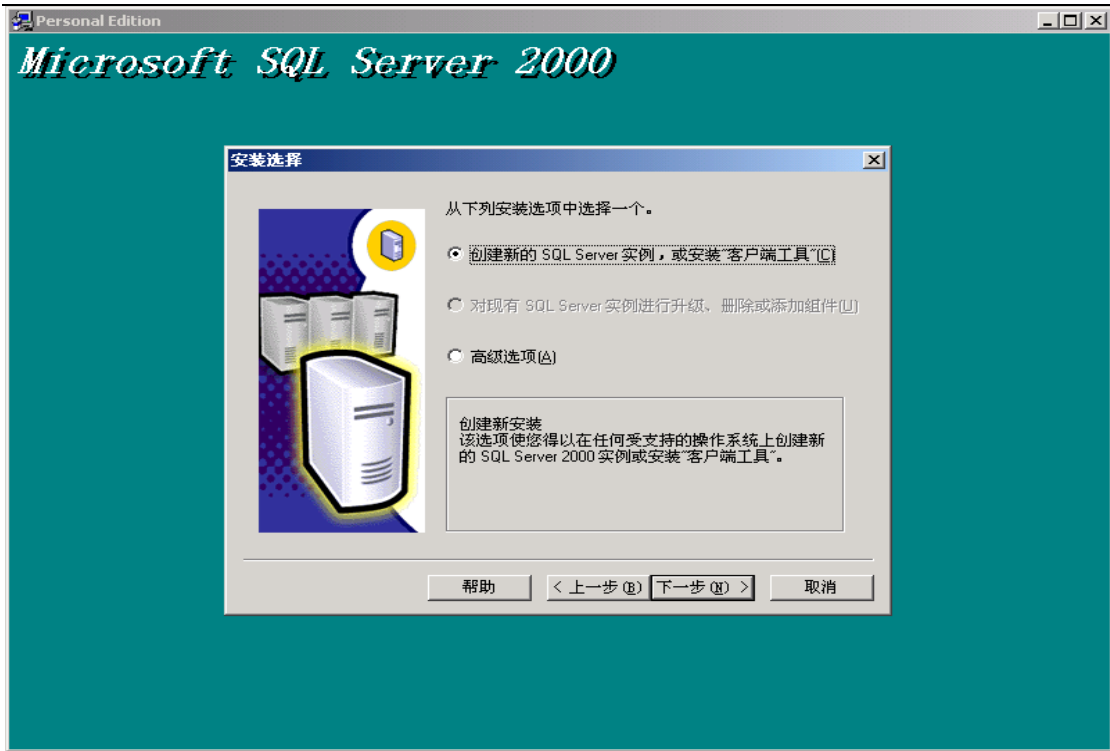 Personal Edition
Microsoft SQL Server 2000
安装选择
从下列安装选项中选择一个。
创建新的 SQL Server 实例，或安装"客户端工具"(C)
对现有 SQL Server 实例进行升级、删除或添加组件(U)
高级选项(A)
创建新安装
该选项使您得以在任何受支持的操作系统上创建新
的 SQL Server 2000 实例或安装"客户端工具"。
帮助
< 上一步(B)
下一步(N) >
取消